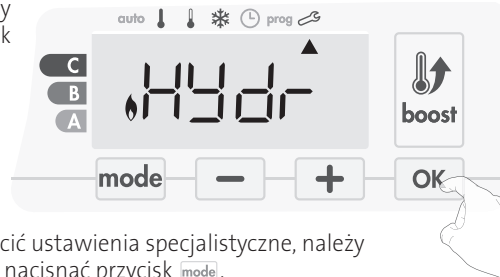 y
k
auto prog
C
B
A
Hydr
boost
mode − + OK
cić ustawienia specjalistyczne, należy
nacisnąć przycisk mode.